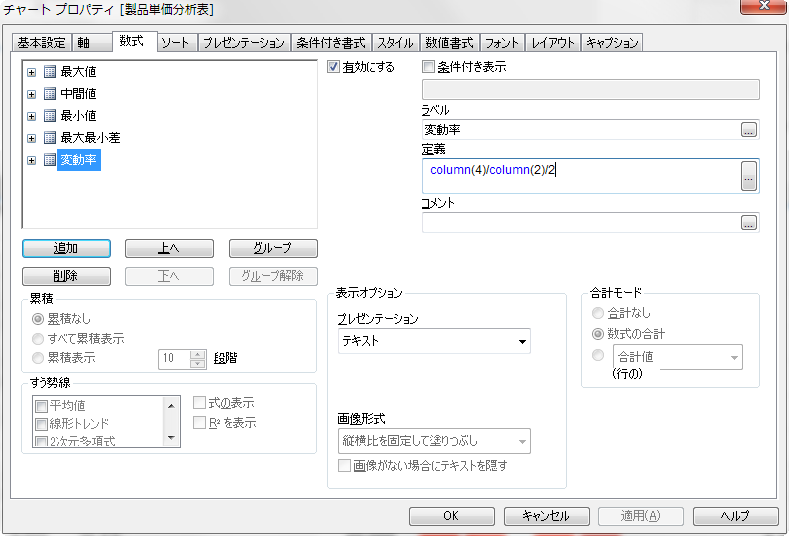 チャート プロパティ [製品単価分析表]
基本設定 軸 数式 ソート プレゼンテーション 条件付き書式 スタイル 数値書式 フォント レイアウト キャプション
最大値
中間値
最小値
最大最小差
変動率
有効にする
条件付き表示
ラベル
変動率
...
定義
column(4)/column(2)/2
...
コメント
...
追加 上へ グループ
削除 下へ グループ解除
累積
累積なし
すべて累積表示
累積表示 10 段階
すう勢線
平均値
線形トレンド
2次元多項式
式の表示
R² を表示
表示オプション
プレゼンテーション
テキスト
画像形式
縦横比を固定して塗りつぶし
画像がない場合にテキストを隠す
合計モード
合計なし
数式の合計
合計値
(行の)
OK キャンセル 適用(A) ヘルプ